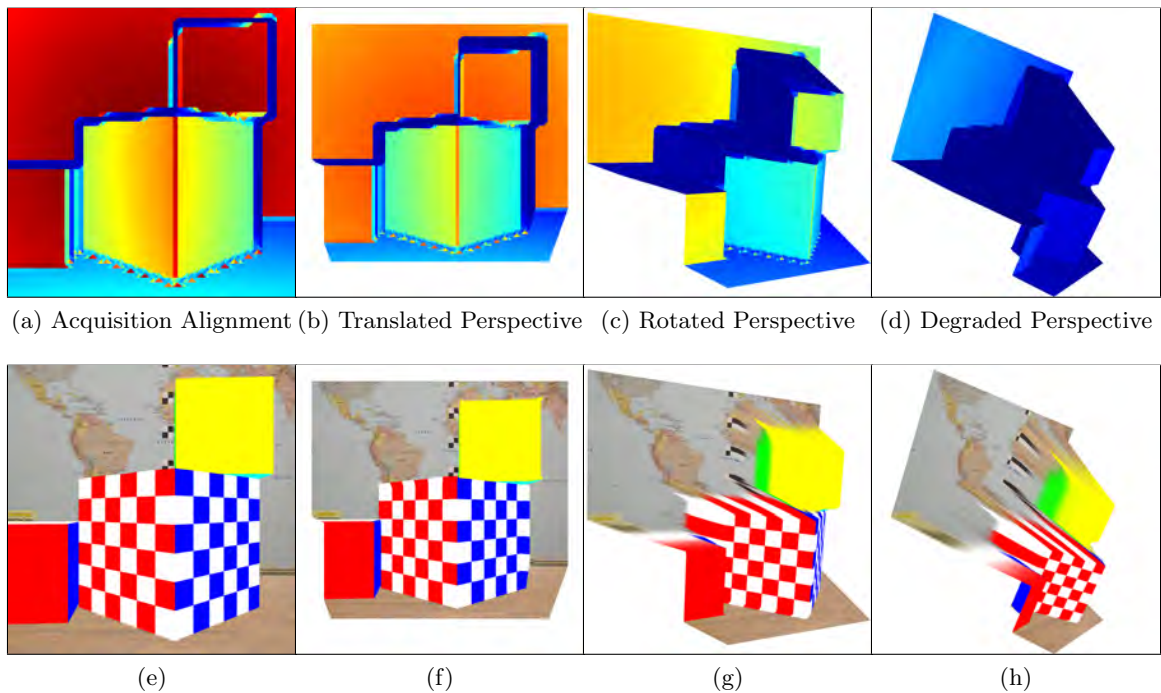 (a) Acquisition Alignment (b) Translated Perspective (c) Rotated Perspective (d) Degraded Perspective
(e) (f) (g) (h)